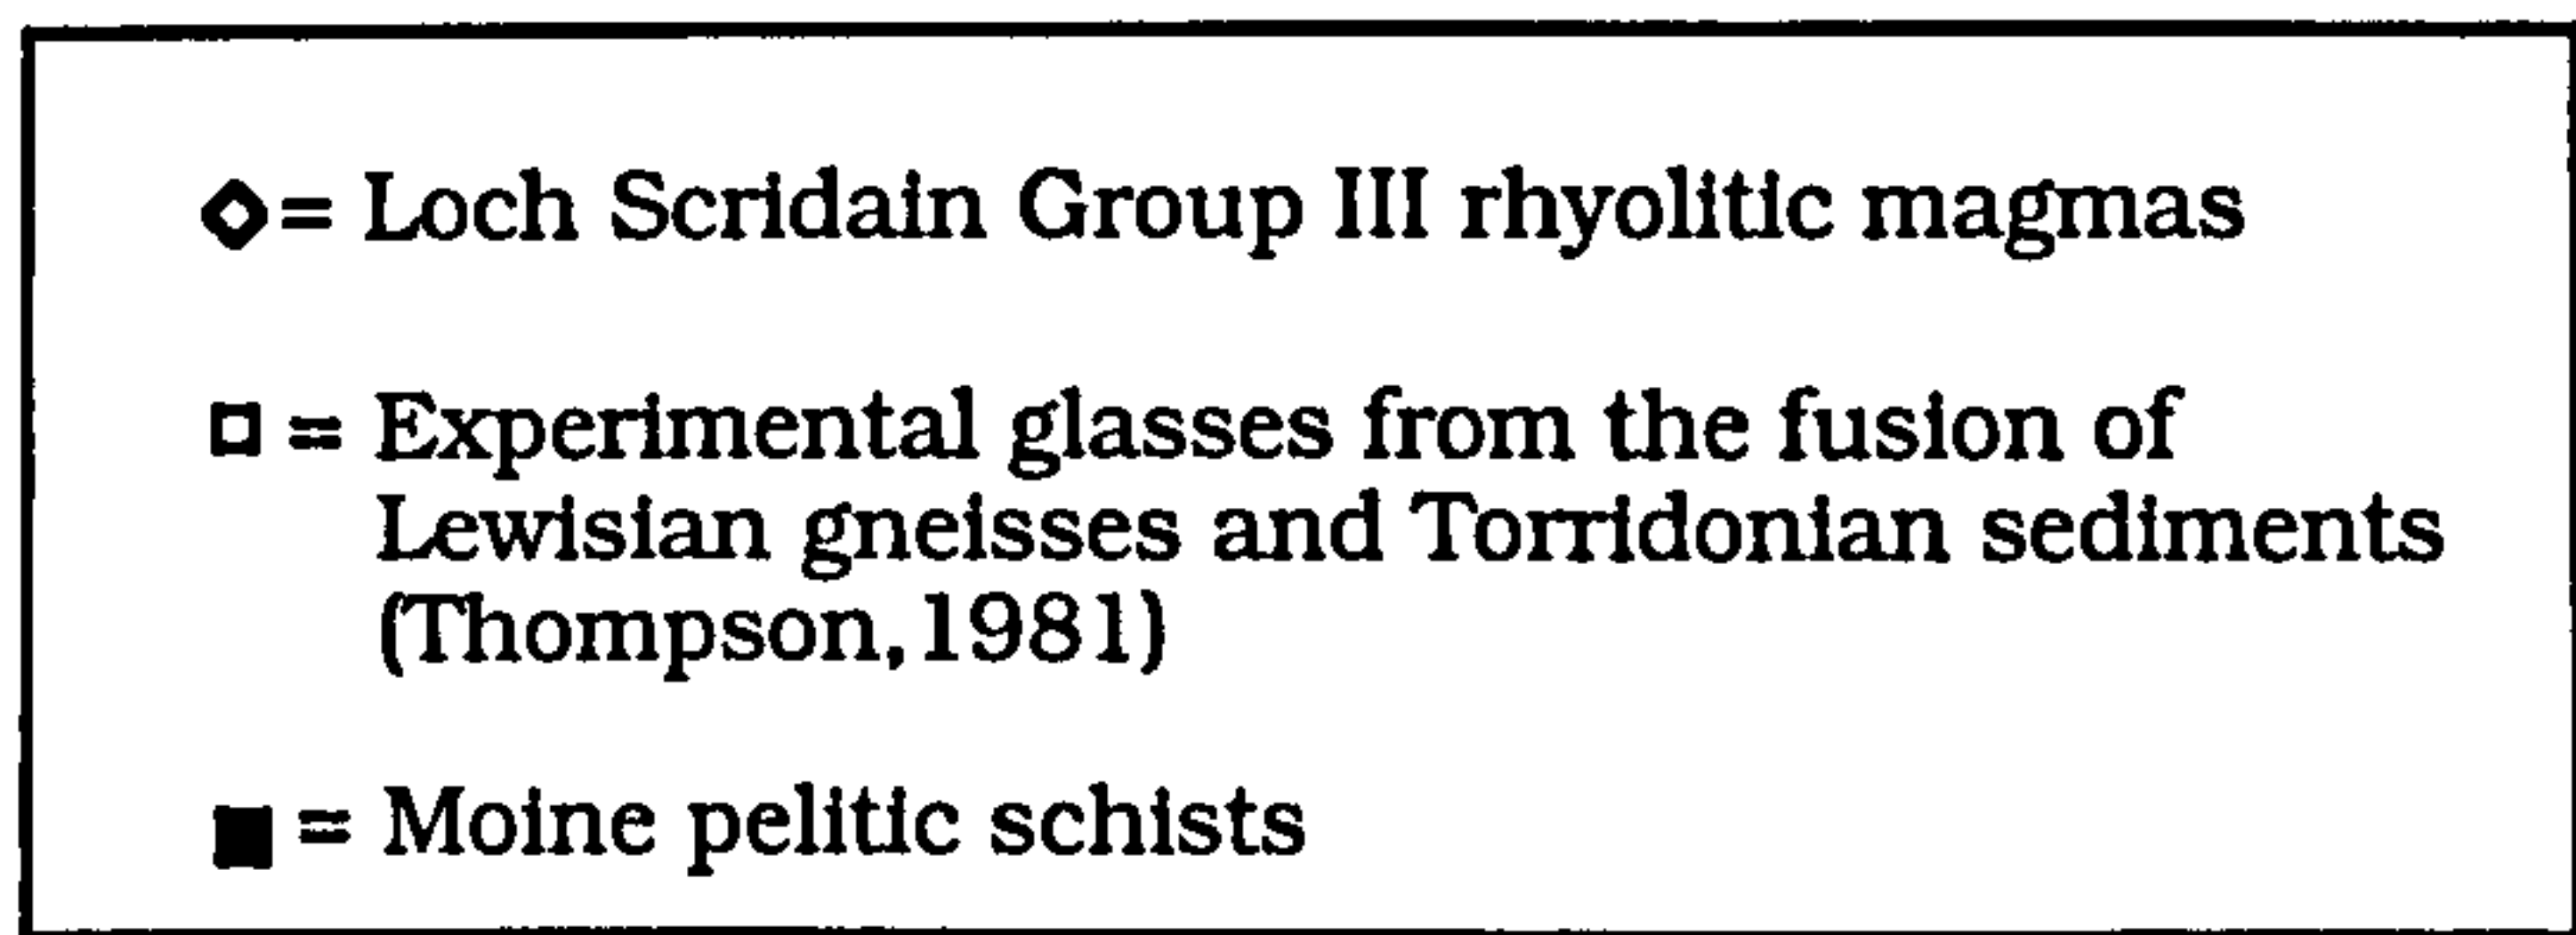 ◇= Loch Scridain Group III rhyolitic magmas
□ = Experimental glasses from the fusion of
Lewisian gneisses and Torridonian sediments
(Thompson,1981)
■ = Moine pelitic schists